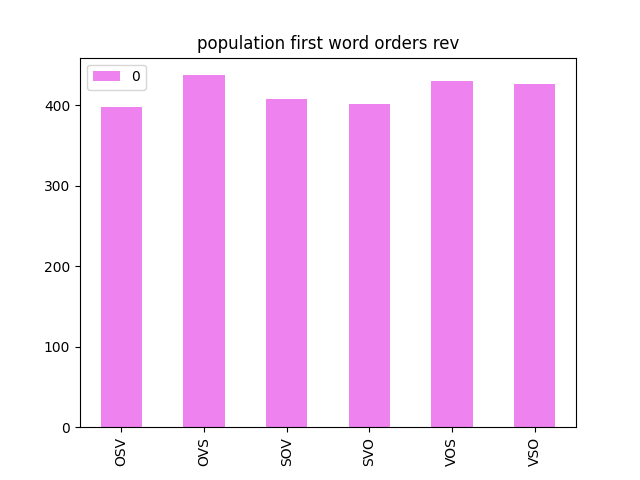 population first word orders rev
0
400
300
200
100
0
OSV
OVS
SOV
SVO
VOS
VSO